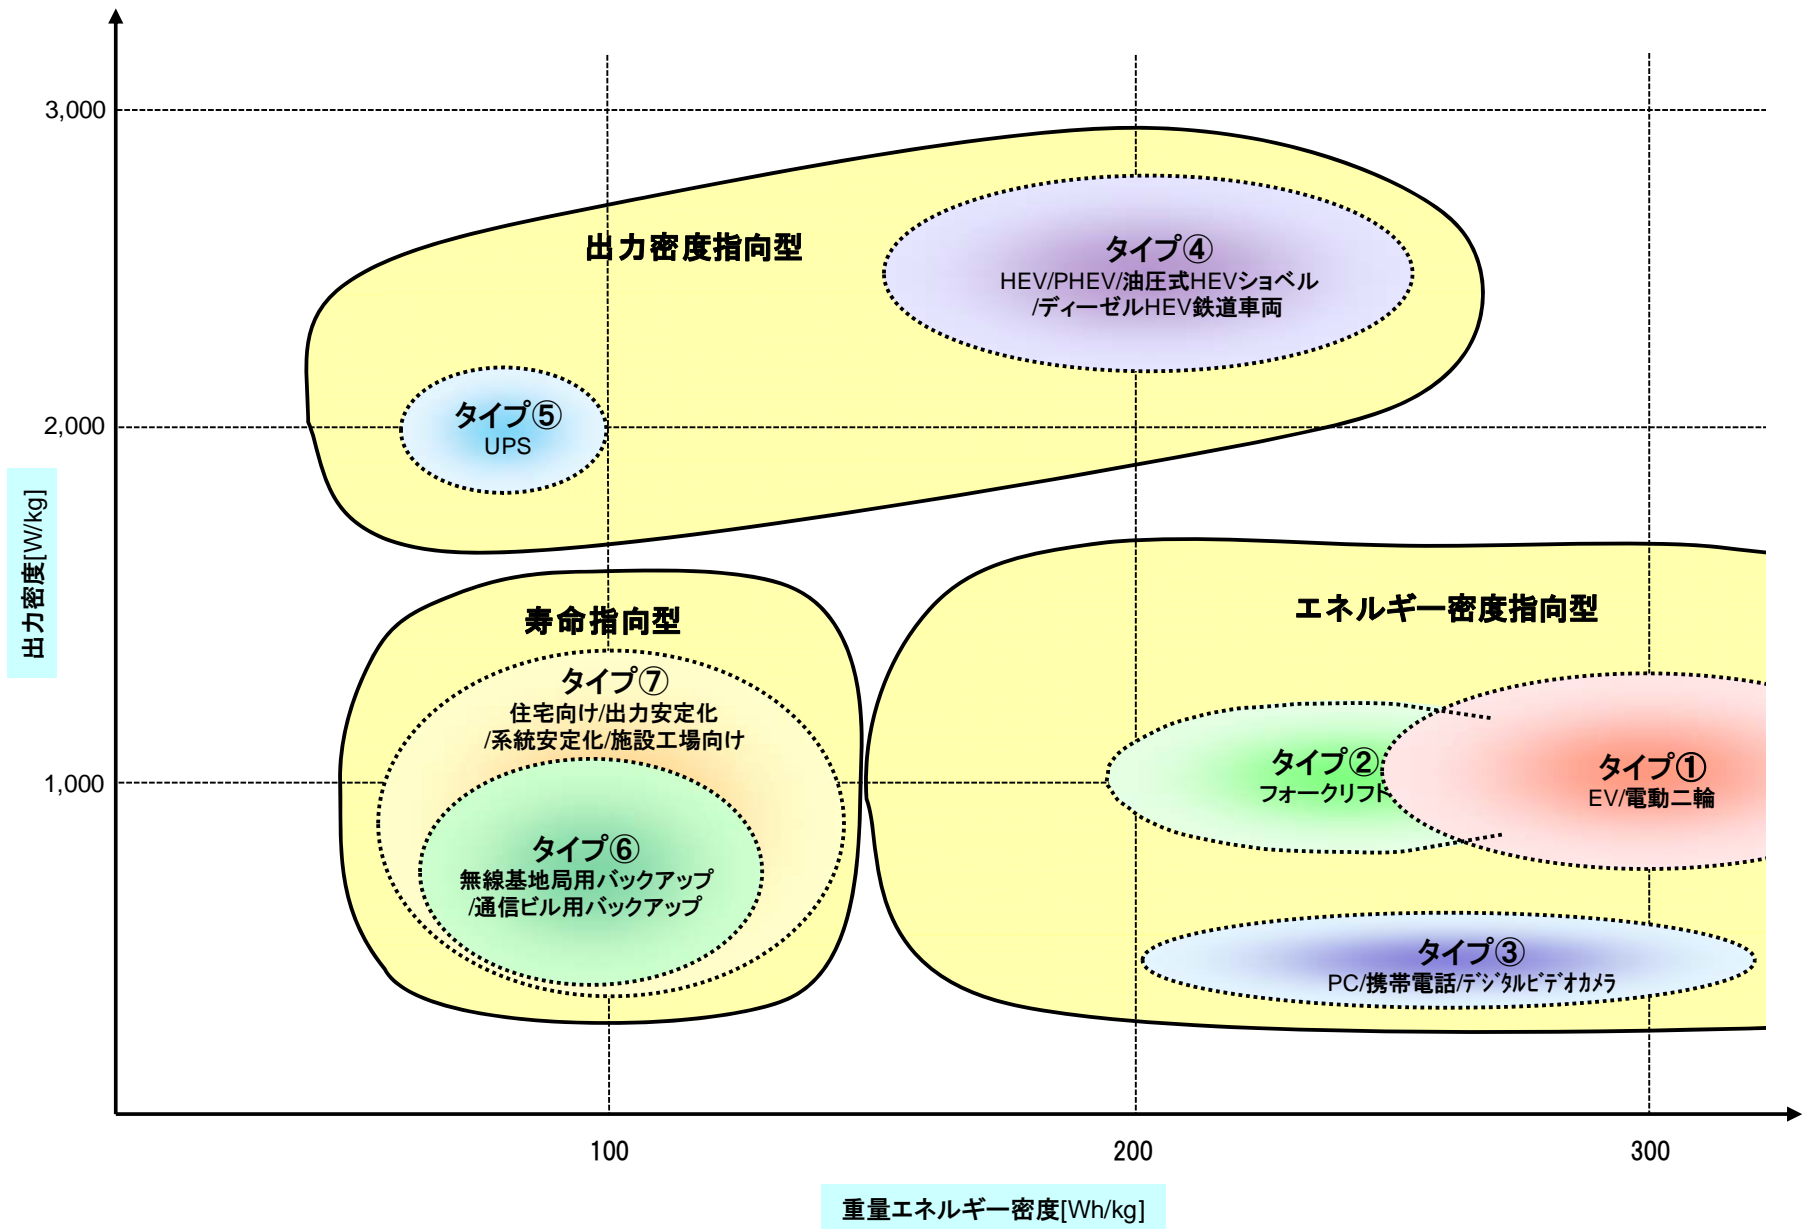 3,000
出力密度指向型
タイプ④
HEV/PHEV/油圧式HEVショベル
/ディーゼルHEV鉄道車両
タイプ⑤
UPS
2,000
出力密度[W/kg]
寿命指向型
タイプ⑦
住宅向け/出力安定化
/系統安定化/施設工場向け
タイプ⑥
無線基地局用バックアップ
/通信ビル用バックアップ
エネルギー密度指向型
タイプ②
フォークリフト
タイプ①
EV/電動二輪
タイプ③
PC/携帯電話/ﾃﾞｼﾞﾀﾙﾋﾞﾃﾞｵｶﾒﾗ
1,000
100
200
300
重量エネルギー密度[Wh/kg]